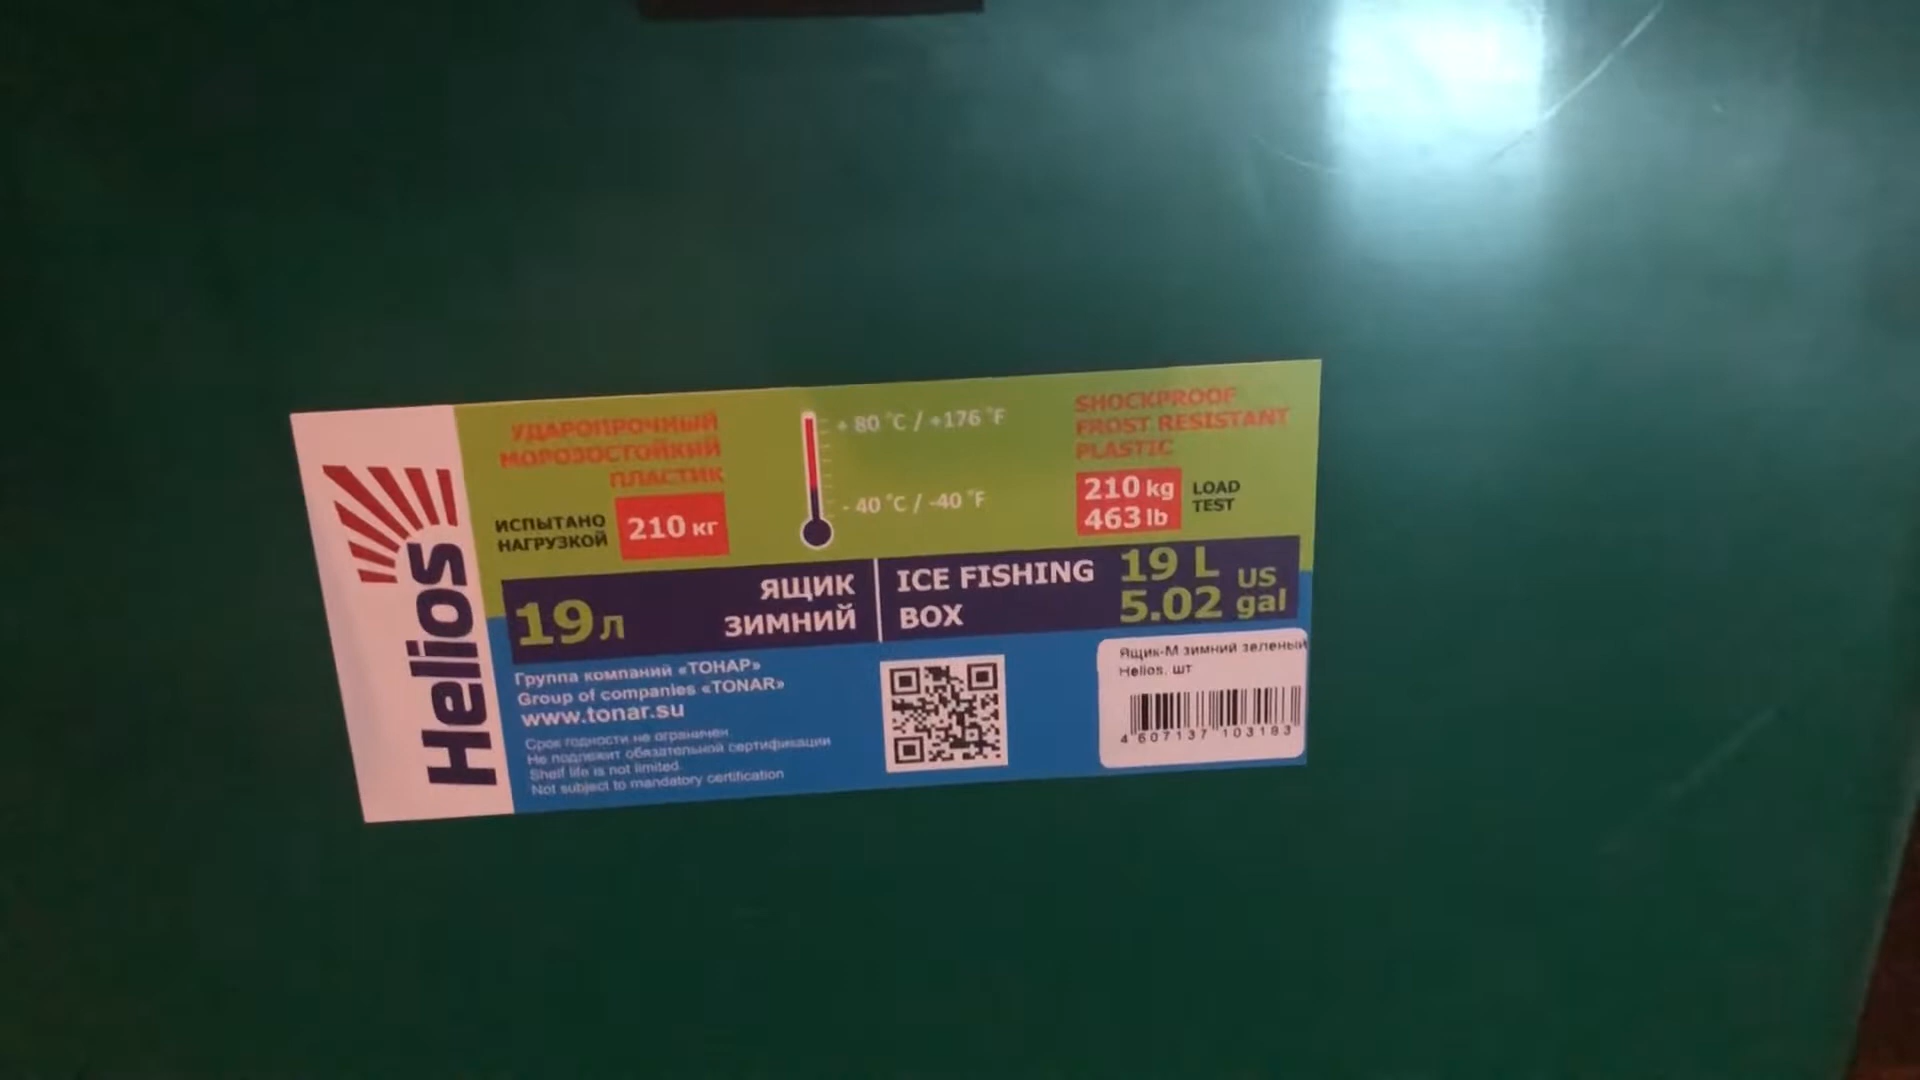 Helios
УДАРОПРОЧНЫЙ
МОРОЗОСТОЙКИЙ
ПЛАСТИК
ИСПЫТАНО
НАГРУЗКОЙ
210 кг
+ 80 °C / +176 °F
- 40 °C / -40 °F
SHOCKPROOF
FROST RESISTANT
PLASTIC
210 kg
463 lb
LOAD
TEST
19 л
ЯЩИК
ЗИМНИЙ
ICE FISHING
BOX
19 L
5.02 US gal
Группа компаний «ТОНАР»
Group of companies «TONAR»
www.tonar.su
Срок годности не ограничен.
Не подлежит обязательной сертификации
Shelf life is not limited.
Not subject to mandatory certification
Ящик-М зимний зеленый
Helios. шт
4 607137 103183